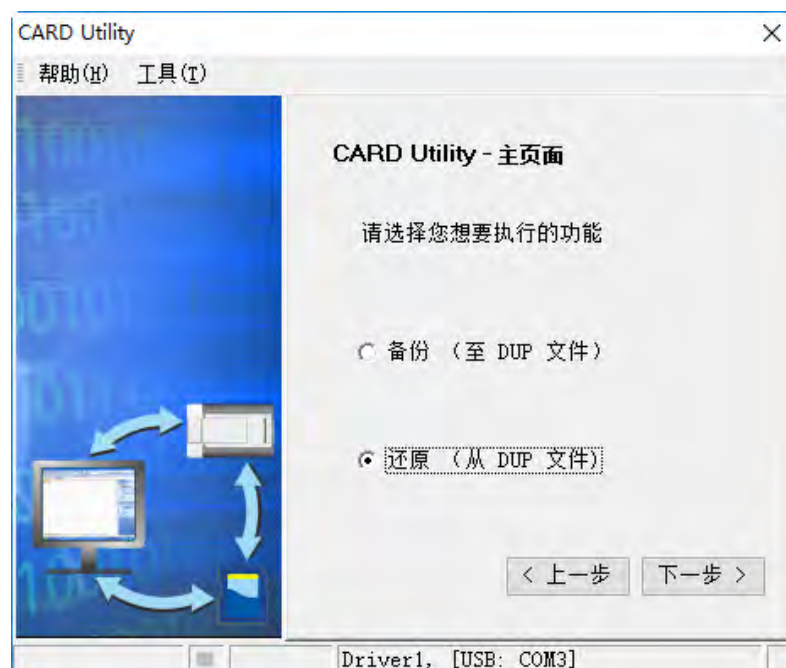 CARD Utility
帮助(H) 工具(T)
CARD Utility - 主页面
请选择您想要执行的功能
备份 (至 DUP 文件)
还原 (从 DUP 文件)
< 上一步 下一步 >
Driver1, [USB: COM3]